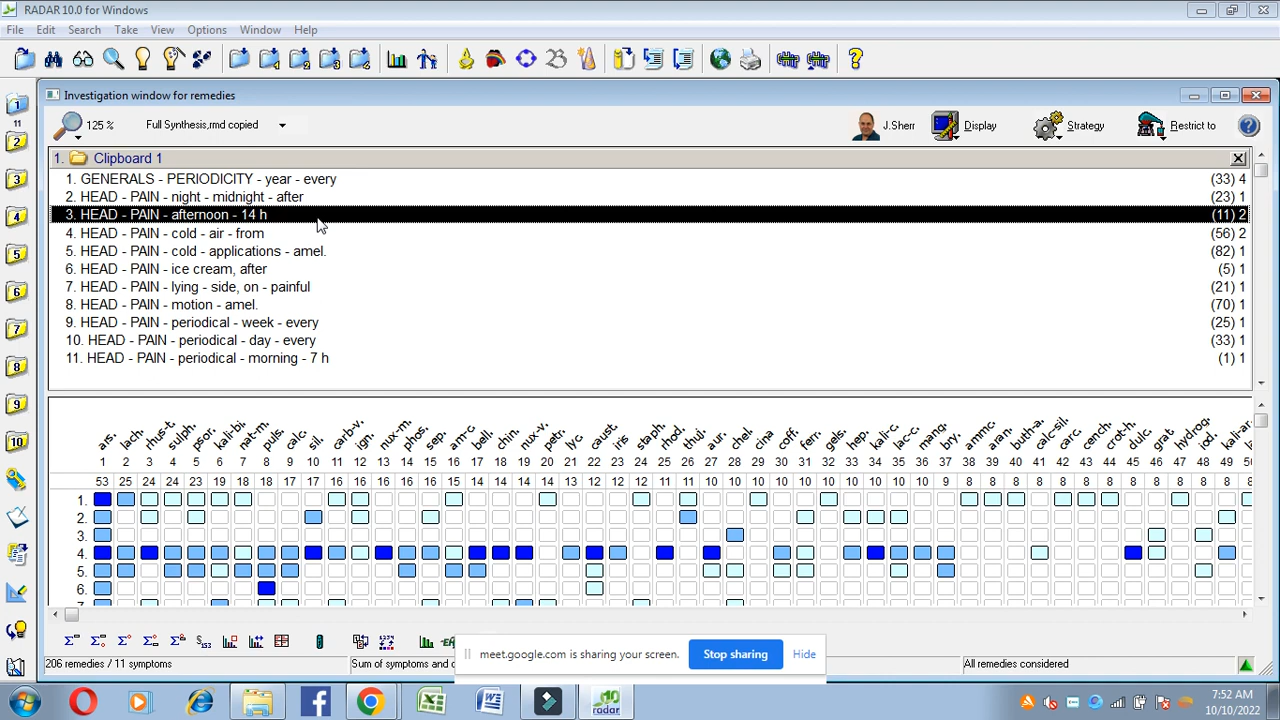 RADAR 10.0 for Windows
File Edit Search Take View Options Window Help
Investigation window for remedies
125 % Full Synthesis,rmd copied J.Sherr Display Strategy Restrict to
1. Clipboard 1
1. GENERALS - PERIODICITY - year - every (33) 4
2. HEAD - PAIN - night - midnight - after (23) 1
3. HEAD - PAIN - afternoon - 14 h (11) 2
4. HEAD - PAIN - cold - air - from (56) 2
5. HEAD - PAIN - cold - applications - amel. (82) 1
6. HEAD - PAIN - ice cream, after (5) 1
7. HEAD - PAIN - lying - side, on - painful (21) 1
8. HEAD - PAIN - motion - amel. (70) 1
9. HEAD - PAIN - periodical - week - every (25) 1
10. HEAD - PAIN - periodical - day - every (33) 1
11. HEAD - PAIN - periodical - morning - 7 h (1) 1
ars. lach. rhus-t. sulph. psor. kali-bi. nat-m. puls. calc. sil. carb-v. ign. nux-m. phos. sep. am-c. bell. chin. nux-v. petr. lyc. caust. iris staph. rhod. thuj. aur. chel. cina coff. ferr. gels. hep. kali-c. lac-c. mang. bry. ammc. aran. buth-a. calc-sil. carc. cench. crot-h. dulc. grat. hydrog. iod. kali-ar.
1 2 3 4 5 6 7 8 9 10 11 12 13 14 15 16 17 18 19 20 21 22 23 24 25 26 27 28 29 30 31 32 33 34 35 36 37 38 39 40 41 42 43 44 45 46 47 48 49 50
53 25 24 24 23 19 18 18 17 17 16 16 16 16 16 15 14 14 14 14 13 12 12 12 11 11 10 10 10 10 10 10 10 10 10 10 9 8 8 8 8 8 8 8 8 8 8 8 8
1.
2.
3.
4.
5.
6.
7.
meet.google.com is sharing your screen. Stop sharing Hide
206 remedies / 11 symptoms Sum of symptoms and All remedies considered
7:52 AM
10/10/2022